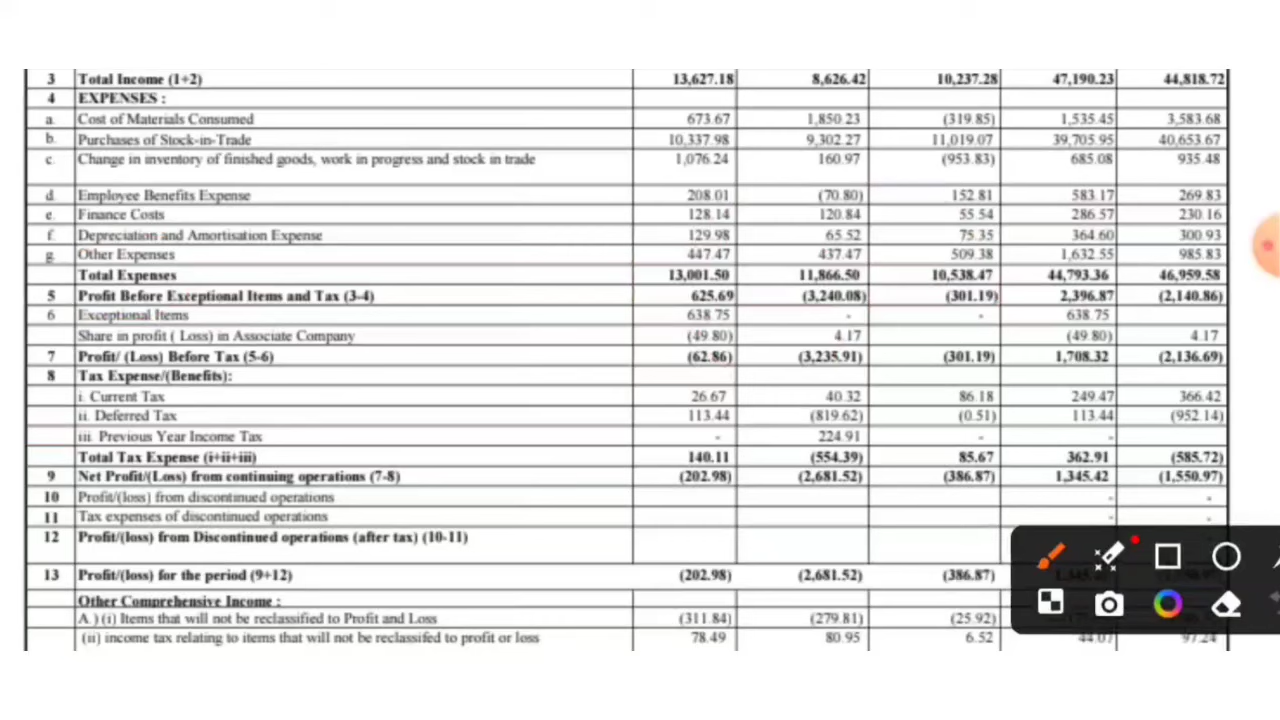 3 Total Income (1+2) 13,627.18 8,626.42 10,237.28 47,190.23 44,818.72
4 EXPENSES :
a. Cost of Materials Consumed 673.67 1,850.23 (319.85) 1,535.45 3,583.68
b. Purchases of Stock-in-Trade 10,337.98 9,302.27 11,019.07 39,705.95 40,653.67
c. Change in inventory of finished goods, work in progress and stock in trade 1,076.24 160.97 (953.83) 685.08 935.48
d. Employee Benefits Expense 208.01 (70.80) 152.81 583.17 269.83
e. Finance Costs 128.14 120.84 55.54 286.57 230.16
f. Depreciation and Amortisation Expense 129.98 65.52 75.35 364.60 300.93
g. Other Expenses 447.47 437.47 509.38 1,632.55 985.83
Total Expenses 13,001.50 11,866.50 10,538.47 44,793.36 46,959.58
5 Profit Before Exceptional Items and Tax (3-4) 625.69 (3,240.08) (301.19) 2,396.87 (2,140.86)
6 Exceptional Items 638.75 - - 638.75
Share in profit ( Loss) in Associate Company (49.80) 4.17 (49.80) 4.17
7 Profit/ (Loss) Before Tax (5-6) (62.86) (3,235.91) (301.19) 1,708.32 (2,136.69)
8 Tax Expense/(Benefits):
i. Current Tax 26.67 40.32 86.18 249.47 366.42
ii. Deferred Tax 113.44 (819.62) (0.51) 113.44 (952.14)
iii. Previous Year Income Tax - 224.91 - -
Total Tax Expense (i+ii+iii) 140.11 (554.39) 85.67 362.91 (585.72)
9 Net Profit/(Loss) from continuing operations (7-8) (202.98) (2,681.52) (386.87) 1,345.42 (1,550.97)
10 Profit/(loss) from discontinued operations - -
11 Tax expenses of discontinued operations - -
12 Profit/(loss) from Discontinued operations (after tax) (10-11)
13 Profit/(loss) for the period (9+12) (202.98) (2,681.52) (386.87)
Other Comprehensive Income :
A.) (i) Items that will not be reclassified to Profit and Loss (311.84) (279.81) (25.92)
(ii) income tax relating to items that will not be reclassifed to profit or loss 78.49 80.95 6.52 44.07 97.24